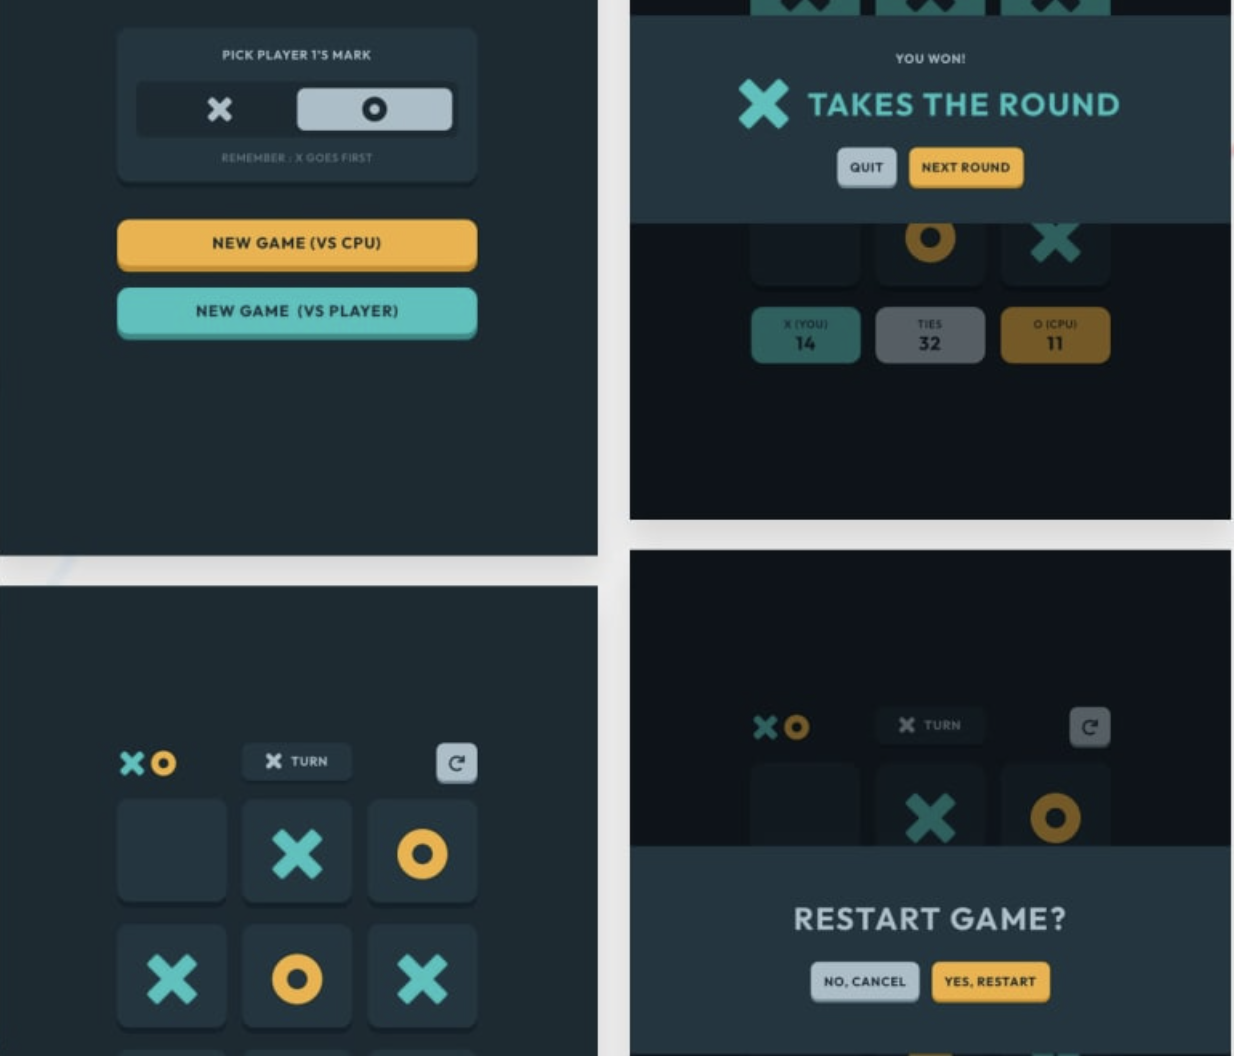 PICK PLAYER 1'S MARK
REMEMBER : X GOES FIRST
NEW GAME (VS CPU)
NEW GAME (VS PLAYER)
YOU WON!
TAKES THE ROUND
QUIT
NEXT ROUND
X (YOU)
14
TIES
32
O (CPU)
11
TURN
TURN
RESTART GAME?
NO, CANCEL
YES, RESTART